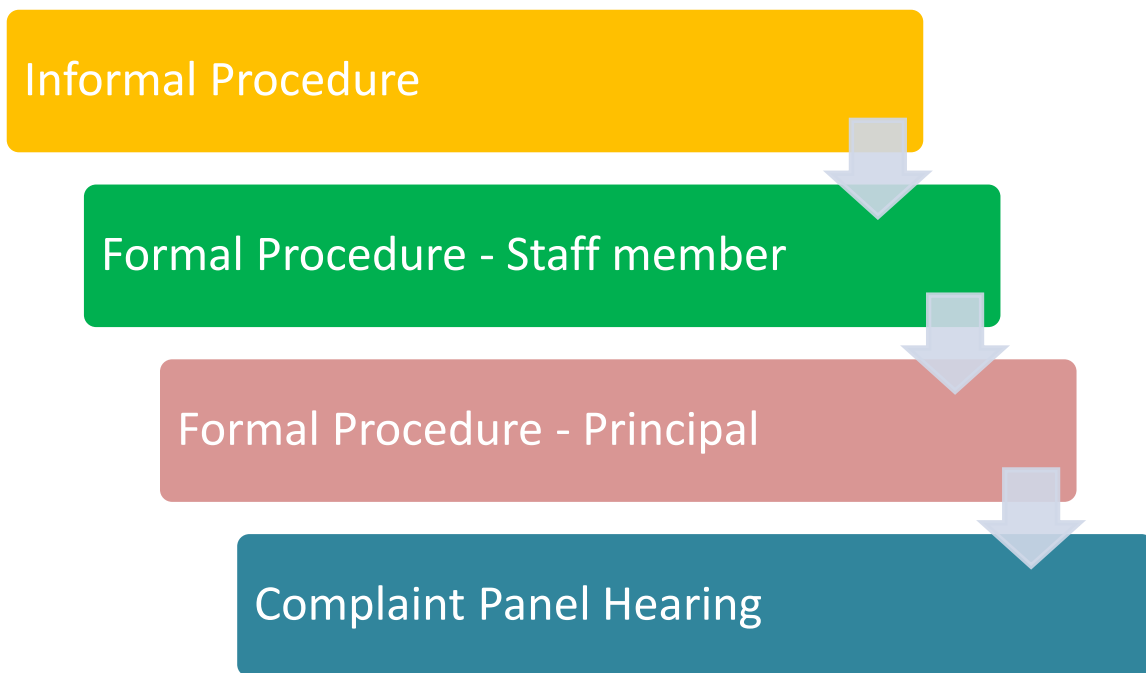 Informal Procedure
Formal Procedure - Staff member
Formal Procedure - Principal
Complaint Panel Hearing